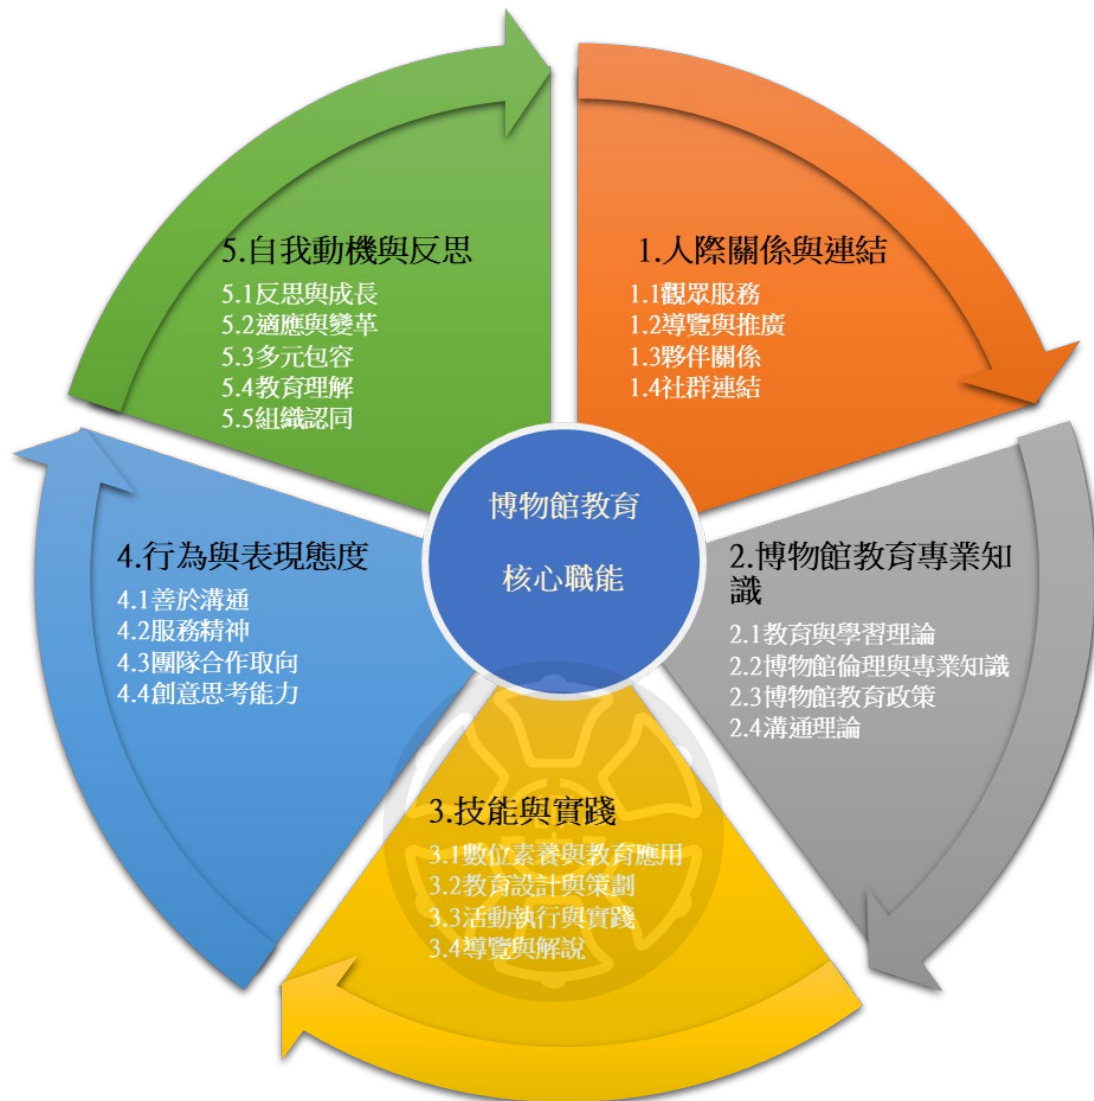 博物館教育
核心職能
1.人際關係與連結
1.1觀眾服務
1.2導覽與推廣
1.3夥伴關係
1.4社群連結
2.博物館教育專業知
識
2.1教育與學習理論
2.2博物館倫理與專業知識
2.3博物館教育政策
2.4溝通理論
3.技能與實踐
3.1數位素養與教育應用
3.2教育設計與策劃
3.3活動執行與實踐
3.4導覽與解說
4.行為與表現態度
4.1善於溝通
4.2服務精神
4.3團隊合作取向
4.4創意思考能力
5.自我動機與反思
5.1反思與成長
5.2適應與變革
5.3多元包容
5.4教育理解
5.5組織認同